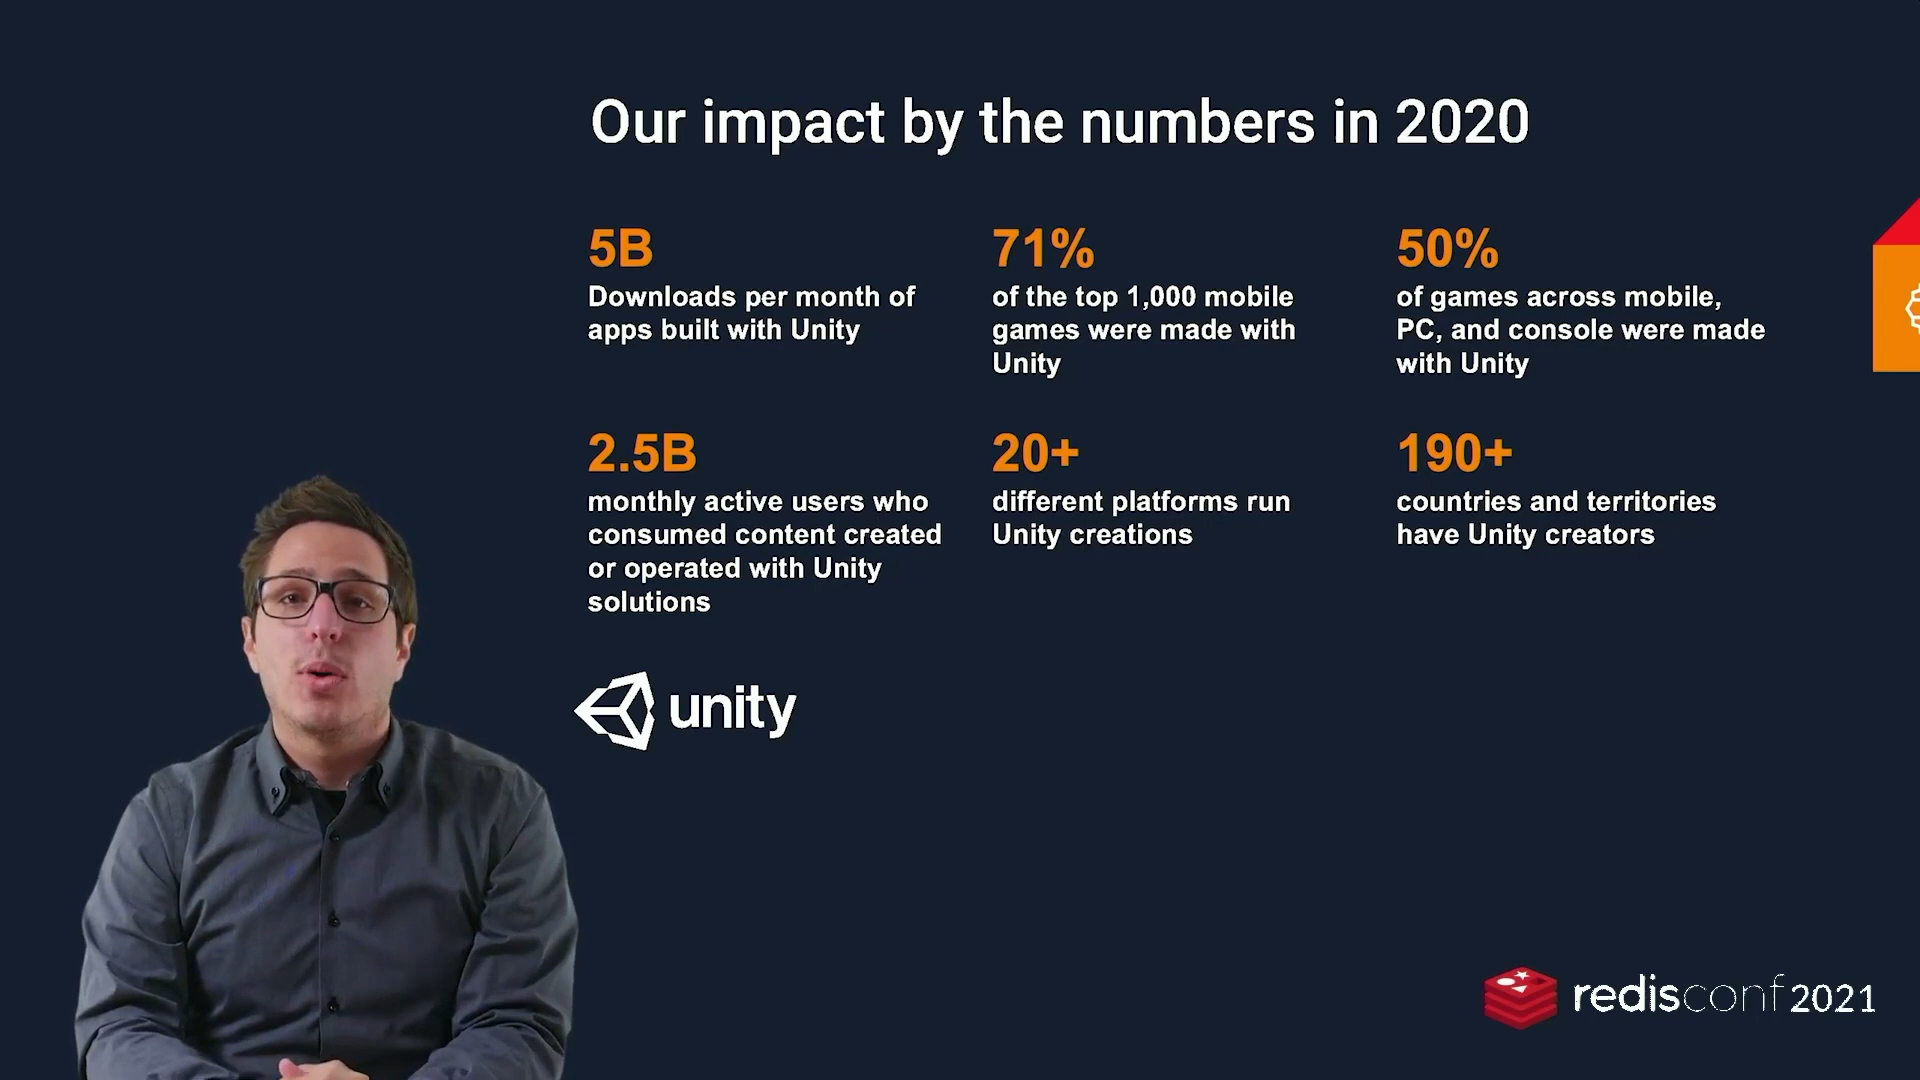 Our impact by the numbers in 2020
5B
Downloads per month of
apps built with Unity
71%
of the top 1,000 mobile
games were made with
Unity
50%
of games across mobile,
PC, and console were made
with Unity
2.5B
monthly active users who
consumed content created
or operated with Unity
solutions
20+
different platforms run
Unity creations
190+
countries and territories
have Unity creators
unity
redisconf 2021